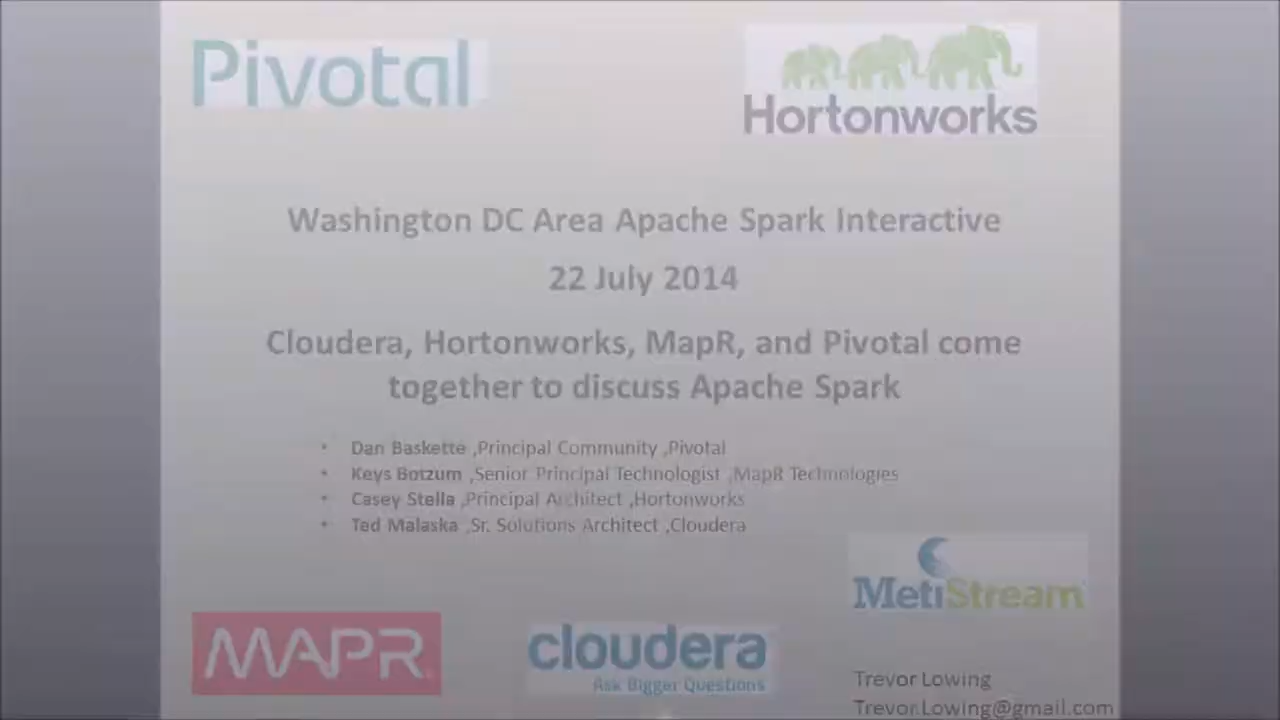 Pivotal
Hortonworks
Washington DC Area Apache Spark Interactive
22 July 2014
Cloudera, Hortonworks, MapR, and Pivotal come
together to discuss Apache Spark
• Dan Baskette ,Principal Community ,Pivotal
• Keys Botzum ,Senior Principal Technologist ,MapR Technologies
• Casey Stella ,Principal Architect ,Hortonworks
• Ted Malaska ,Sr. Solutions Architect ,Cloudera
MetiStream
MAPR
cloudera
Ask Bigger Questions
Trevor Lowing
Trevor.Lowing@gmail.com